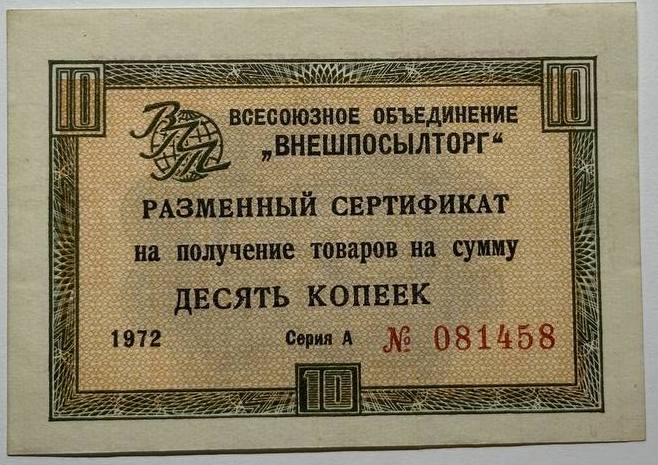 10 10
ВПТ
ВСЕСОЮЗНОЕ ОБЪЕДИНЕНИЕ
„ВНЕШПОСЫЛТОРГ“
РАЗМЕННЫЙ СЕРТИФИКАТ
на получение товаров на сумму
ДЕСЯТЬ КОПЕЕК
1972 Серия А № 081458
10